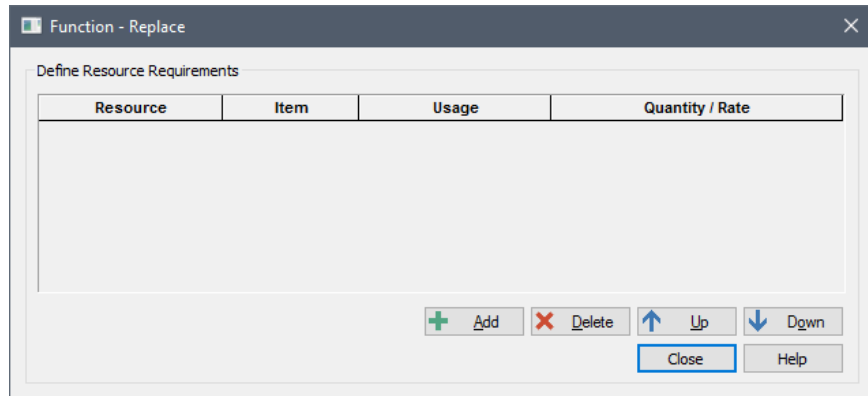 Function - Replace
Define Resource Requirements
Resource Item Usage Quantity / Rate
Add Delete Up Down
Close Help